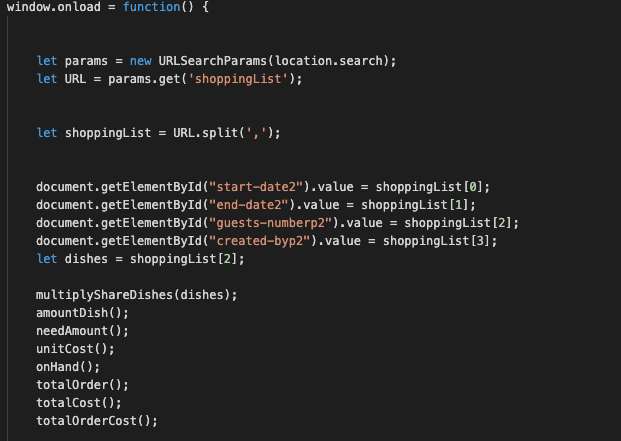 window.onload = function() {
let params = new URLSearchParams(location.search);
let URL = params.get('shoppingList');
let shoppingList = URL.split(',');
document.getElementById("start-date2").value = shoppingList[0];
document.getElementById("end-date2").value = shoppingList[1];
document.getElementById("guests-numberp2").value = shoppingList[2];
document.getElementById("created-byp2").value = shoppingList[3];
let dishes = shoppingList[2];
multiplyShareDishes(dishes);
amountDish();
needAmount();
unitCost();
onHand();
totalOrder();
totalCost();
totalOrderCost();